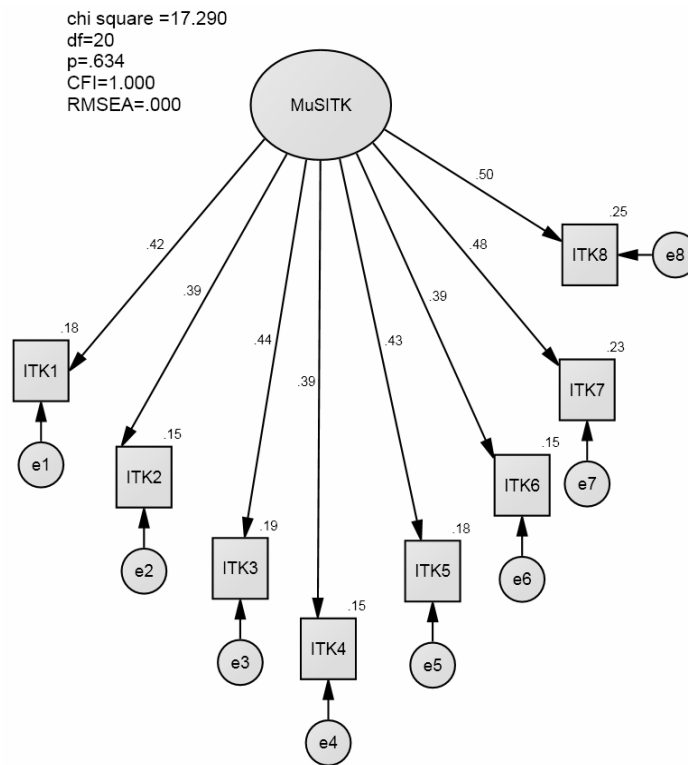 chi square =17.290
df=20
p=.634
CFI=1.000
RMSEA=.000
MuSITK
.50
.25
ITK8
e8
.42
.48
.39
.39
.44
.43
.39
.18
ITK1
.23
ITK7
e1
.15
ITK2
.15
ITK6
e7
e2
.19
ITK3
.18
ITK5
e6
.15
ITK4
e3
e5
e4